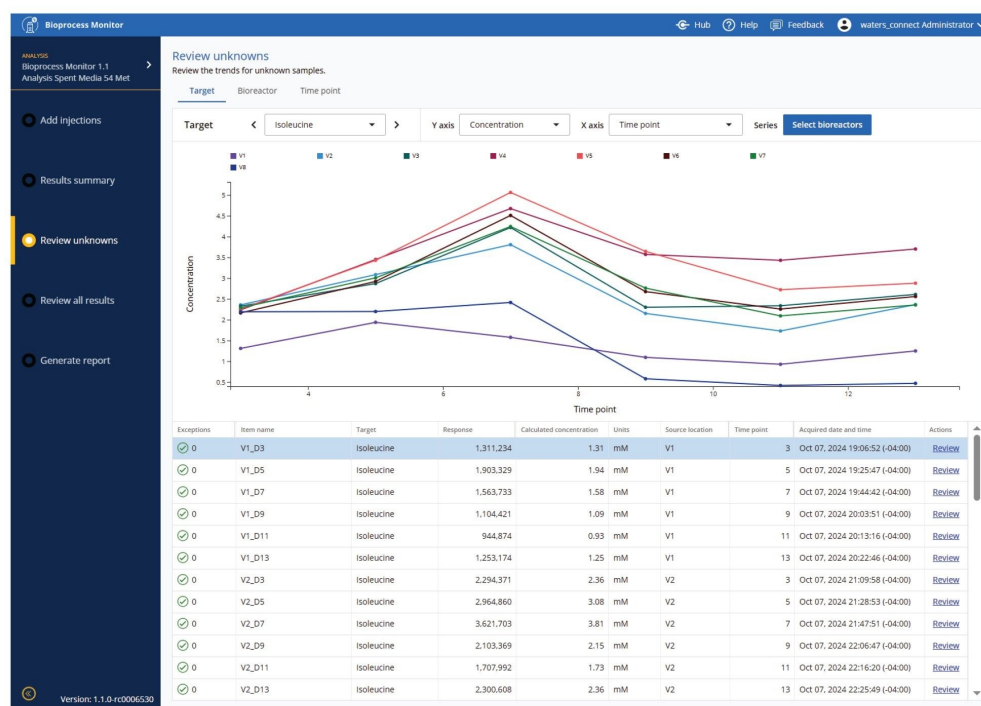 Bioprocess Monitor
Hub Help Feedback waters_connect Administrator
ANALYSIS
Bioprocess Monitor 1.1
Analysis Spent Media 54 Met
Add injections
Results summary
Review unknowns
Review all results
Generate report
Version: 1.1.0-rc0006530
Review unknowns
Review the trends for unknown samples.
Target Bioreactor Time point
Target Isoleucine Y axis Concentration X axis Time point Series Select bioreactors
V1 V2 V3 V4 V5 V6 V7
V8
Concentration
5
4.5
4
3.5
3
2.5
2
1.5
1
0.5
4 6 8 10 12
Time point
Exceptions Item name Target Response Calculated concentration Units Source location Time point Acquired date and time Actions
0 V1_D3 Isoleucine 1,311,234 1.31 mM V1 3 Oct 07, 2024 19:06:52 (-04:00) Review
0 V1_D5 Isoleucine 1,903,329 1.94 mM V1 5 Oct 07, 2024 19:25:47 (-04:00) Review
0 V1_D7 Isoleucine 1,563,733 1.58 mM V1 7 Oct 07, 2024 19:44:42 (-04:00) Review
0 V1_D9 Isoleucine 1,104,421 1.09 mM V1 9 Oct 07, 2024 20:03:51 (-04:00) Review
0 V1_D11 Isoleucine 944,874 0.93 mM V1 11 Oct 07, 2024 20:13:16 (-04:00) Review
0 V1_D13 Isoleucine 1,253,174 1.25 mM V1 13 Oct 07, 2024 20:22:46 (-04:00) Review
0 V2_D3 Isoleucine 2,294,371 2.36 mM V2 3 Oct 07, 2024 21:09:58 (-04:00) Review
0 V2_D5 Isoleucine 2,964,860 3.08 mM V2 5 Oct 07, 2024 21:28:53 (-04:00) Review
0 V2_D7 Isoleucine 3,621,703 3.81 mM V2 7 Oct 07, 2024 21:47:51 (-04:00) Review
0 V2_D9 Isoleucine 2,103,369 2.15 mM V2 9 Oct 07, 2024 22:06:47 (-04:00) Review
0 V2_D11 Isoleucine 1,707,992 1.73 mM V2 11 Oct 07, 2024 22:16:20 (-04:00) Review
0 V2_D13 Isoleucine 2,300,608 2.36 mM V2 13 Oct 07, 2024 22:25:49 (-04:00) Review